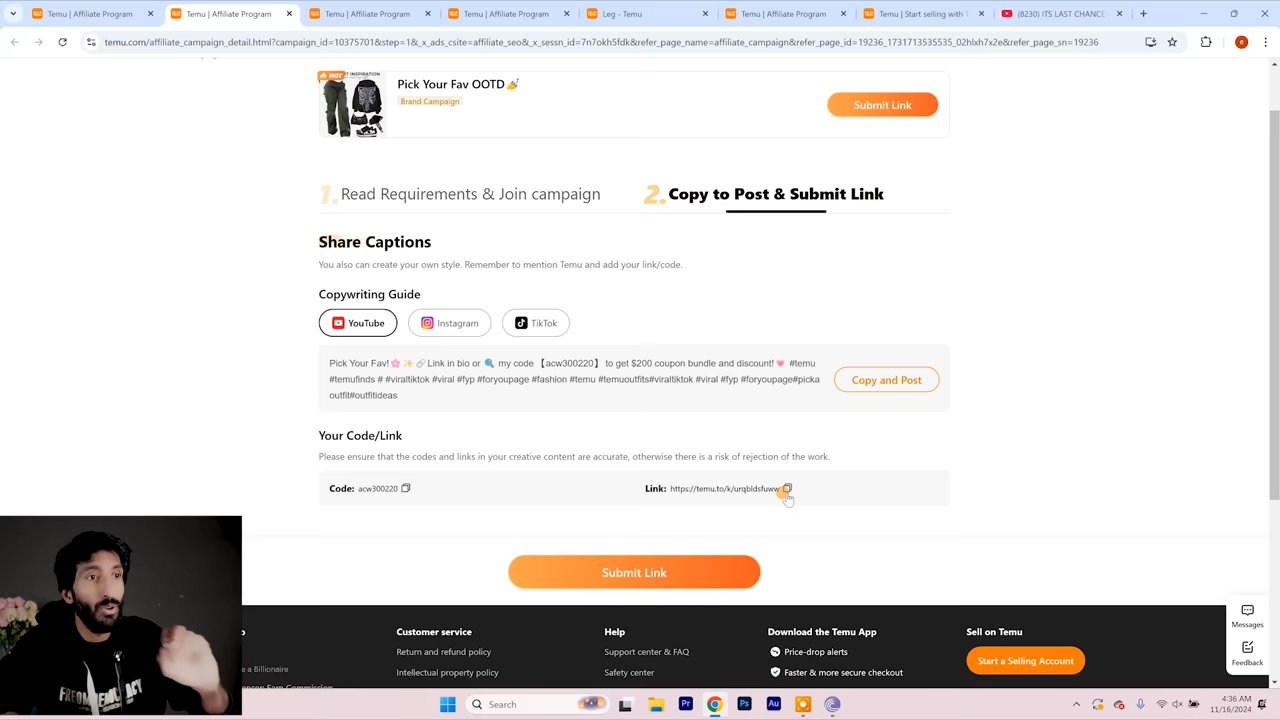 Temu | Affiliate Program
Temu | Affiliate Program
Temu | Affiliate Program
Temu | Affiliate Program
Leg - Temu
Temu | Affiliate Program
Temu | Start selling with T
(8230) ITS LAST CHANCE
temu.com/affiliate_campaign_detail.html?campaign_id=10375701&step=1&_x_ads_csite=affiliate_seo&_x_sessn_id=7n7okh5fdk&refer_page_name=affiliate_campaign&refer_page_id=19236_1731713535535_02hlxh7x2e&refer_page_sn=19236
e
HOT
INSPIRATION
Pick Your Fav OOTD💅
Brand Campaign
Submit Link
1. Read Requirements & Join campaign
2. Copy to Post & Submit Link
Share Captions
You also can create your own style. Remember to mention Temu and add your link/code.
Copywriting Guide
YouTube
Instagram
TikTok
Pick Your Fav!🌸 ✨ 🔗 Link in bio or 🔍 my code 【acw300220】 to get $200 coupon bundle and discount! 💗 #temu
#temufinds # #viraltiktok #viral #fyp #foryoupage #fashion #temu #temuoutfits#viraltiktok #viral #fyp #foryoupage#picka
outfit#outfitideas
Copy and Post
Your Code/Link
Please ensure that the codes and links in your creative content are accurate, otherwise there is a risk of rejection of the work.
Code: acw300220
Link: https://temu.to/k/urqbldsfuww
Submit Link
Customer service
Help
Download the Temu App
Sell on Temu
Return and refund policy
Support center & FAQ
Price-drop alerts
Start a Selling Account
e a Billionaire
Intellectual property policy
Safety center
Faster & more secure checkout
Messages
Feedback
Search
Pr
Ps
Au
4:36 AM
11/16/2024